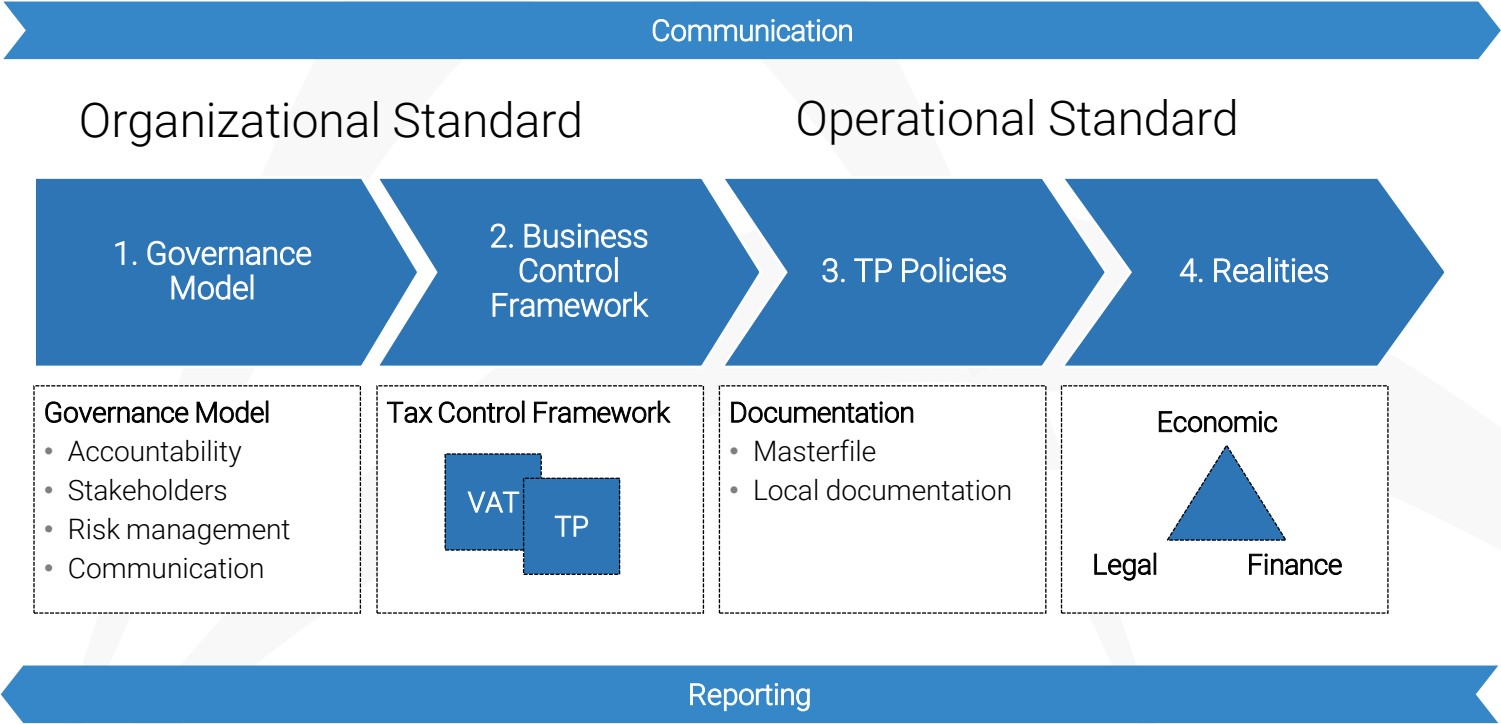 Communication
Organizational Standard
Operational Standard
1. Governance
Model
2. Business
Control
Framework
3. TP Policies
4. Realities
Governance Model
• Accountability
• Stakeholders
• Risk management
• Communication
Tax Control Framework
VAT
TP
Documentation
• Masterfile
• Local documentation
Economic
Legal
Finance
Reporting